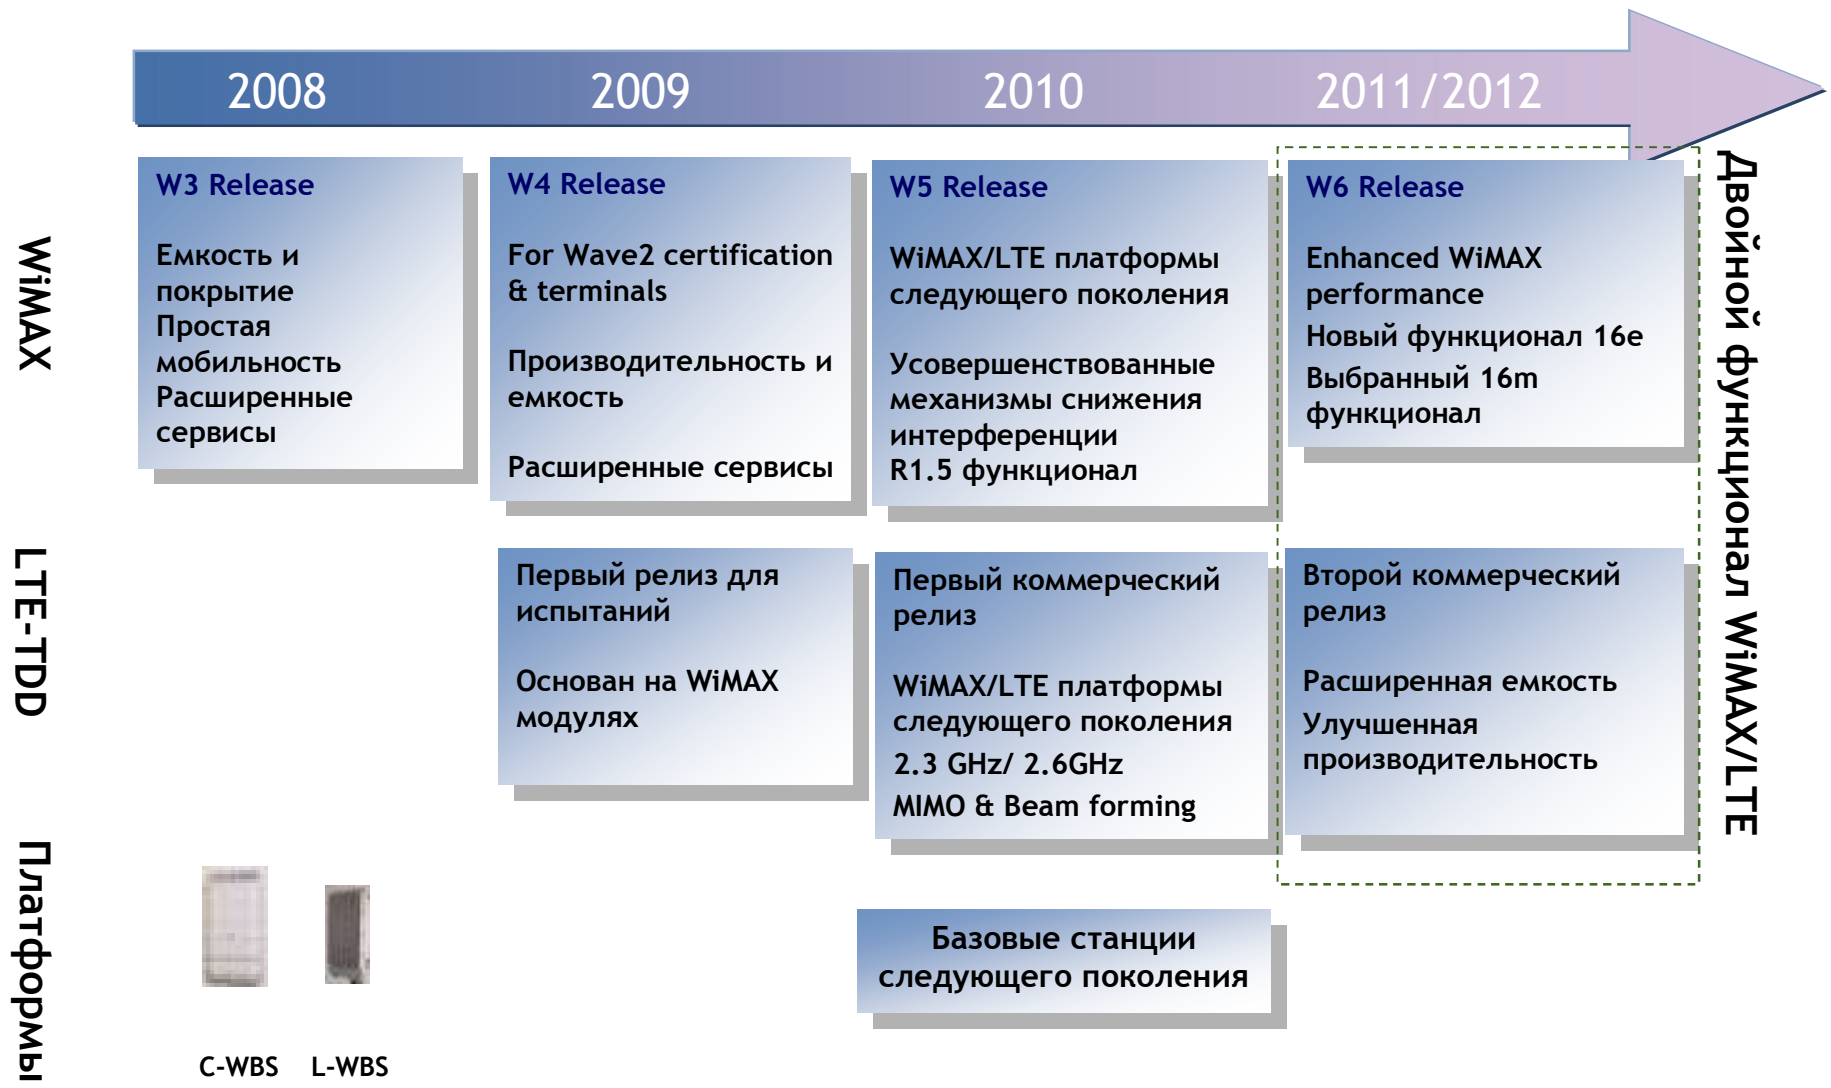 2008
2009
2010
2011/2012
WiMAX
W3 Release
Емкость и
покрытие
Простая
мобильность
Расширенные
сервисы
W4 Release
For Wave2 certification
& terminals
Производительность и
емкость
Расширенные сервисы
W5 Release
WiMAX/LTE платформы
следующего поколения
Усовершенствованные
механизмы снижения
интерференции
R1.5 функционал
W6 Release
Enhanced WiMAX
performance
Новый функционал 16e
Выбранный 16m
функционал
Двойной функционал WiMAX/LTE
LTE-TDD
Первый релиз для
испытаний
Основан на WiMAX
модулях
Первый коммерческий
релиз
WiMAX/LTE платформы
следующего поколения
2.3 GHz/ 2.6GHz
MIMO & Beam forming
Второй коммерческий
релиз
Расширенная емкость
Улучшенная
производительность
Платформы
C-WBS
L-WBS
Базовые станции
следующего поколения